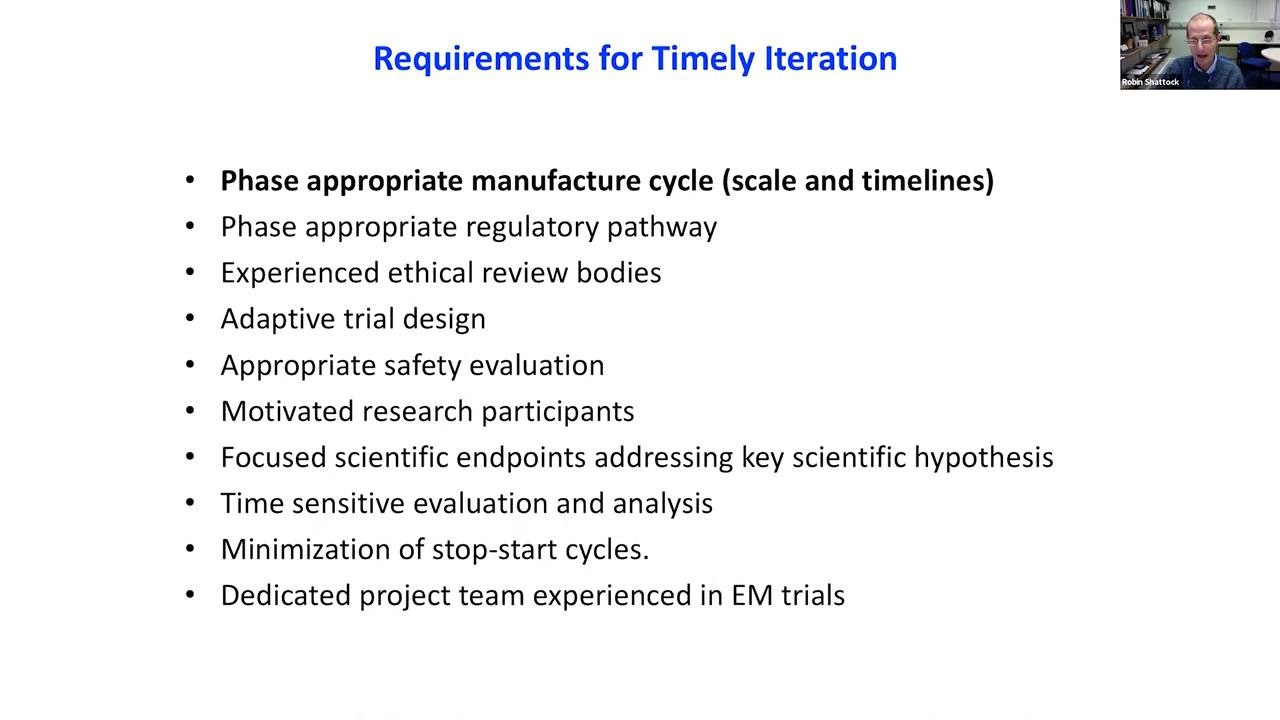 Requirements for Timely Iteration
Robin Shattock
• Phase appropriate manufacture cycle (scale and timelines)
• Phase appropriate regulatory pathway
• Experienced ethical review bodies
• Adaptive trial design
• Appropriate safety evaluation
• Motivated research participants
• Focused scientific endpoints addressing key scientific hypothesis
• Time sensitive evaluation and analysis
• Minimization of stop-start cycles.
• Dedicated project team experienced in EM trials